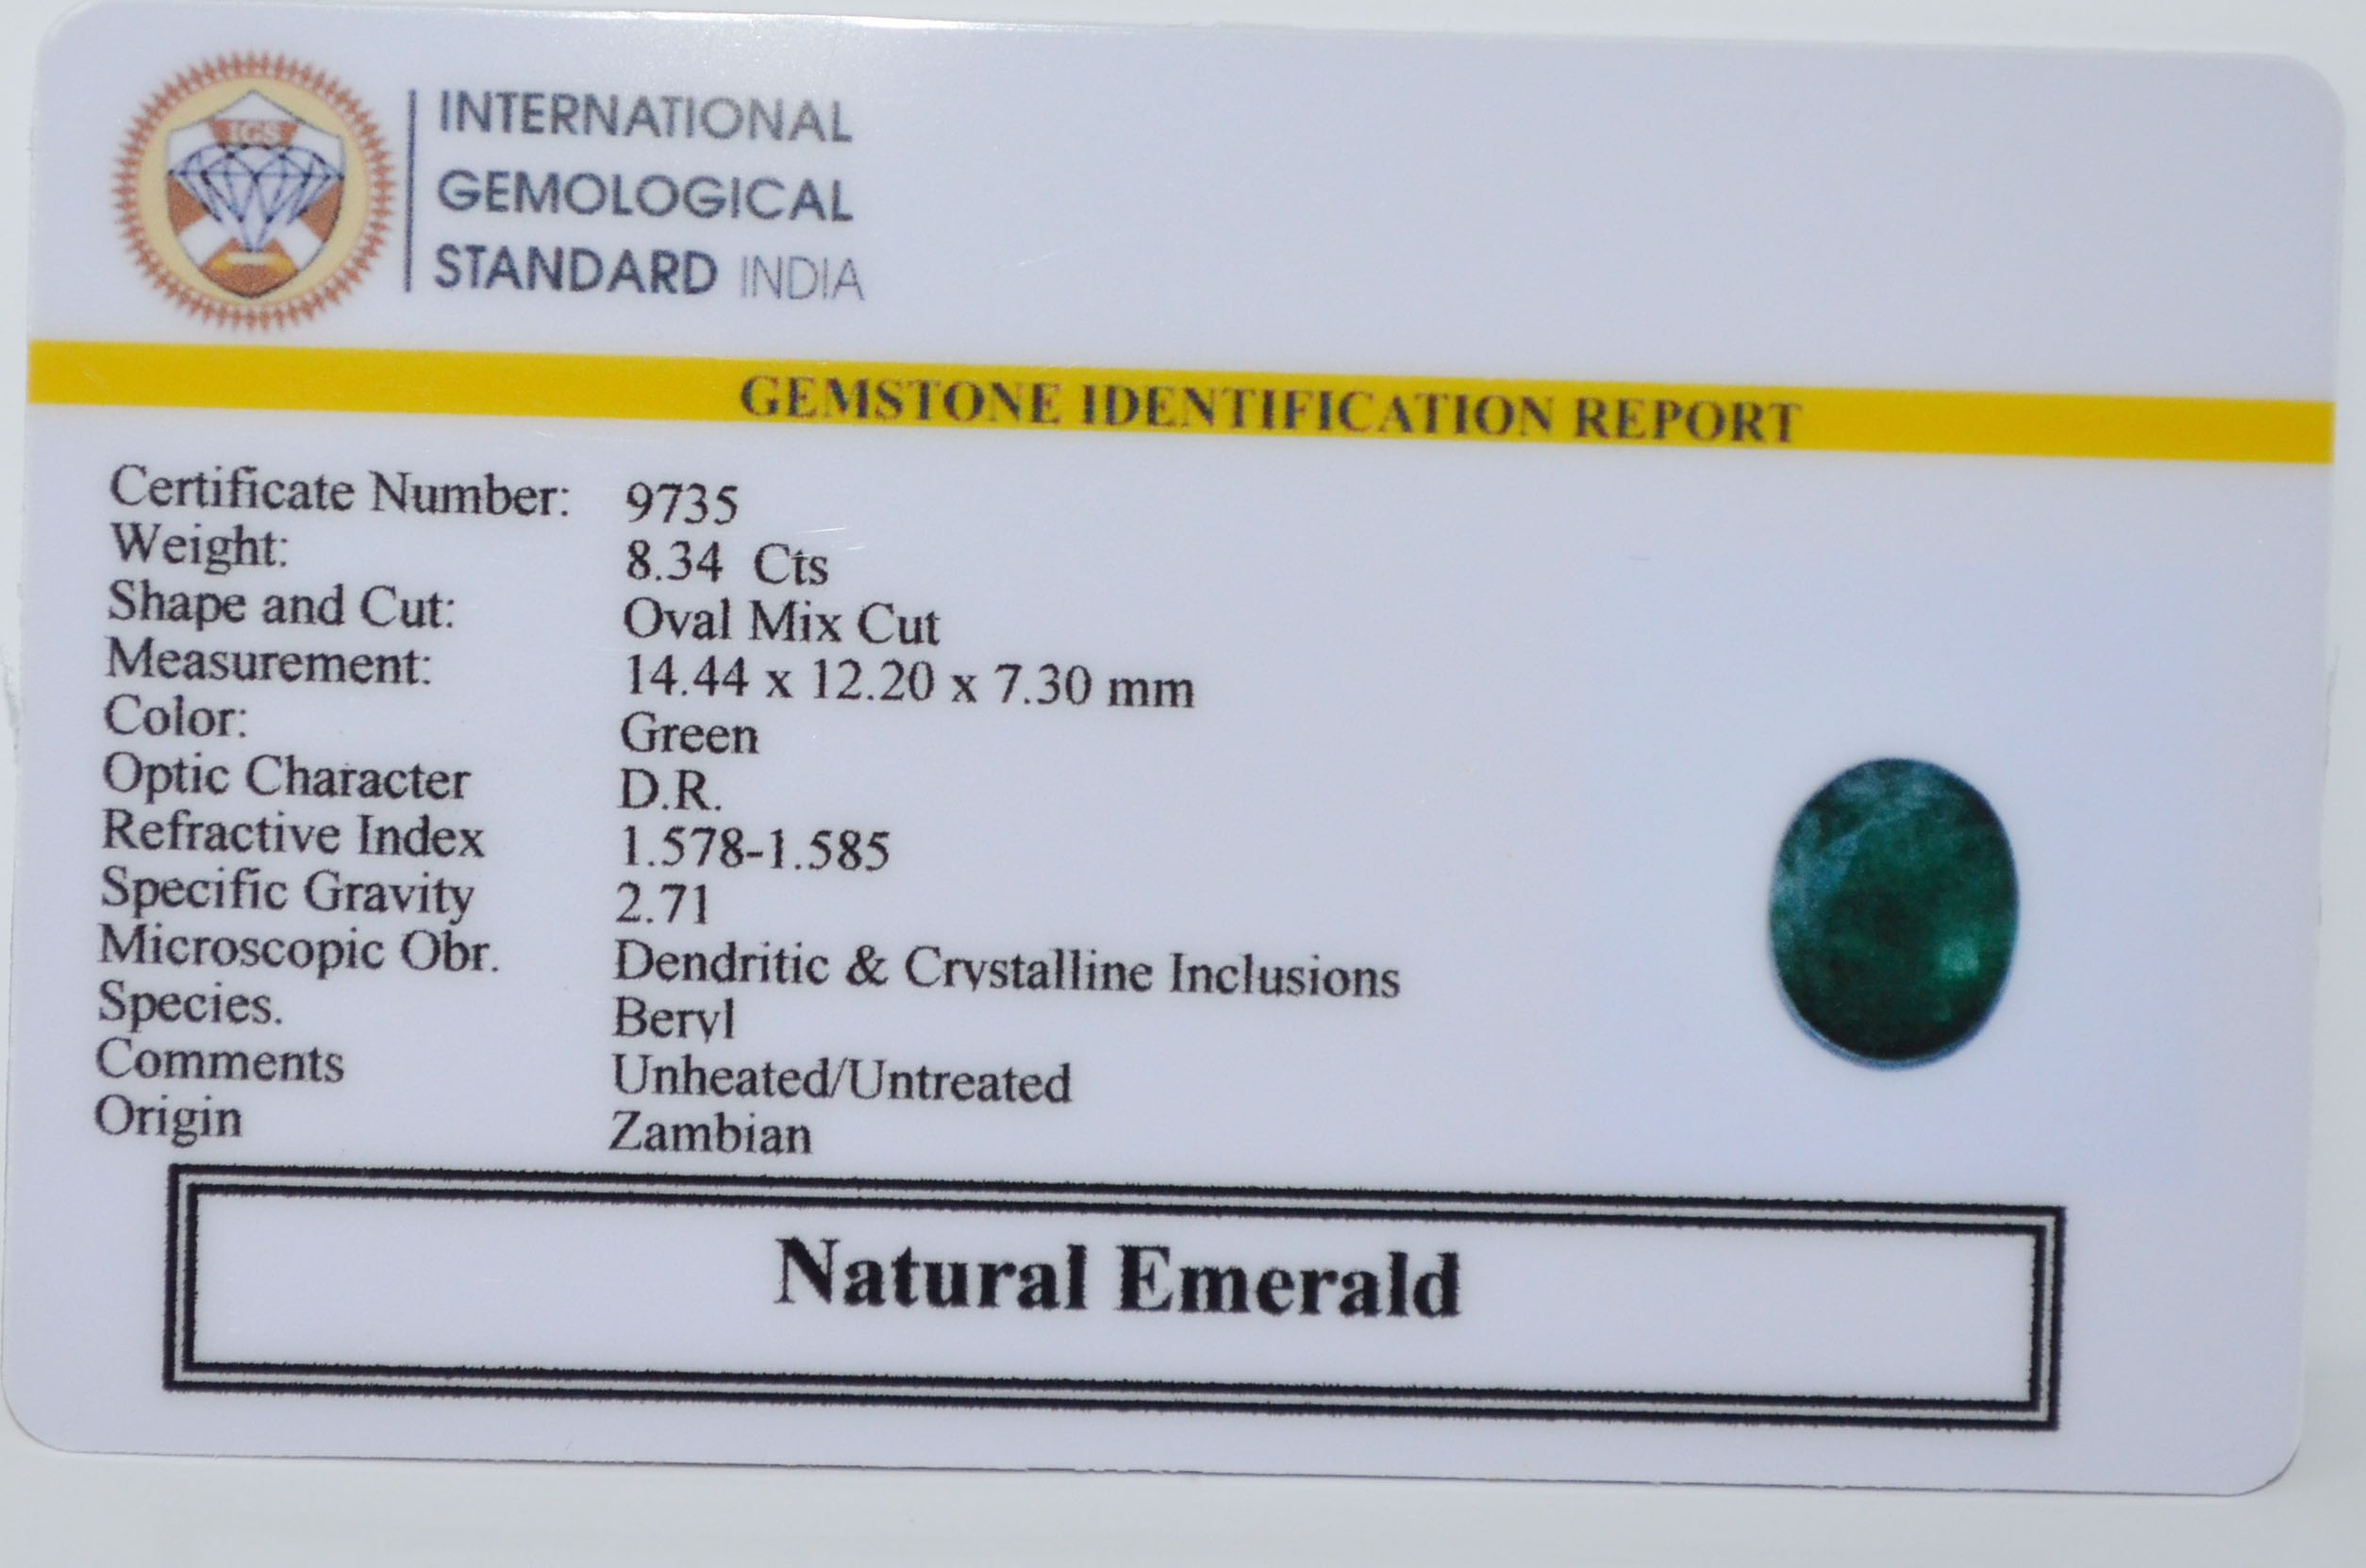 IGS
INTERNATIONAL
GEMOLOGICAL
STANDARD INDIA
GEMSTONE IDENTIFICATION REPORT
Certificate Number: 9735
Weight: 8.34 Cts
Shape and Cut: Oval Mix Cut
Measurement: 14.44 x 12.20 x 7.30 mm
Color: Green
Optic Character D.R.
Refractive Index 1.578-1.585
Specific Gravity 2.71
Microscopic Obr. Dendritic & Crystalline Inclusions
Species. Beryl
Comments Unheated/Untreated
Origin Zambian
Natural Emerald